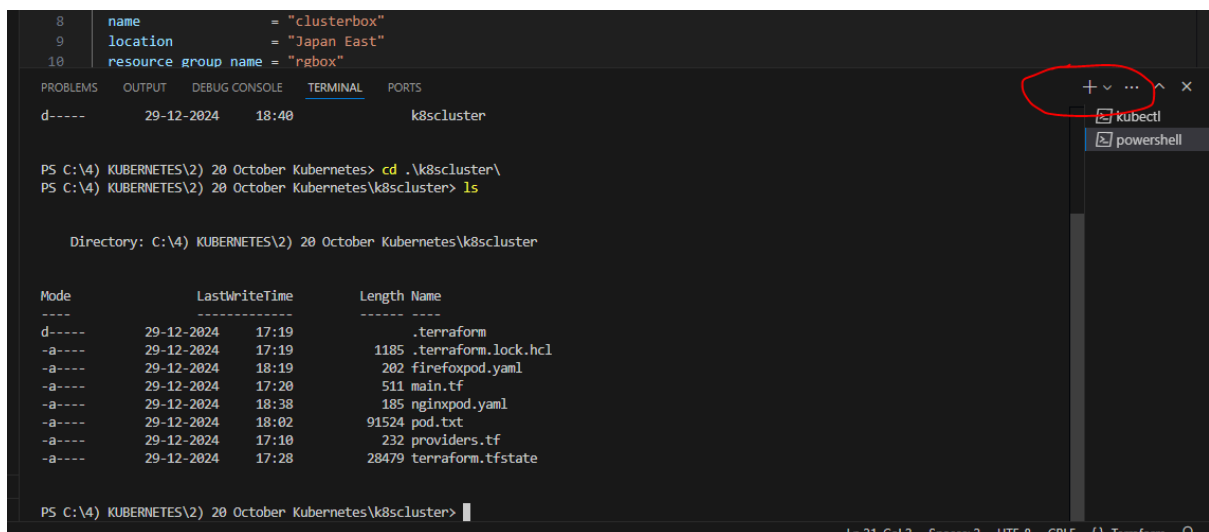 8 name = "clusterbox"
9 location = "Japan East"
10 resource_group_name = "rgbox"
PROBLEMS OUTPUT DEBUG CONSOLE TERMINAL PORTS
d----- 29-12-2024 18:40 k8scluster
kubectl
powershell
PS C:\4) KUBERNETES\2) 20 October Kubernetes> cd .\k8scluster\
PS C:\4) KUBERNETES\2) 20 October Kubernetes\k8scluster> ls
Directory: C:\4) KUBERNETES\2) 20 October Kubernetes\k8scluster
Mode LastWriteTime Length Name
---- ------------- ------ ----
d----- 29-12-2024 17:19 .terraform
-a---- 29-12-2024 17:19 1185 .terraform.lock.hcl
-a---- 29-12-2024 18:19 202 firefoxpod.yaml
-a---- 29-12-2024 17:20 511 main.tf
-a---- 29-12-2024 18:38 185 nginxpod.yaml
-a---- 29-12-2024 18:02 91524 pod.txt
-a---- 29-12-2024 17:10 232 providers.tf
-a---- 29-12-2024 17:28 28479 terraform.tfstate
PS C:\4) KUBERNETES\2) 20 October Kubernetes\k8scluster>